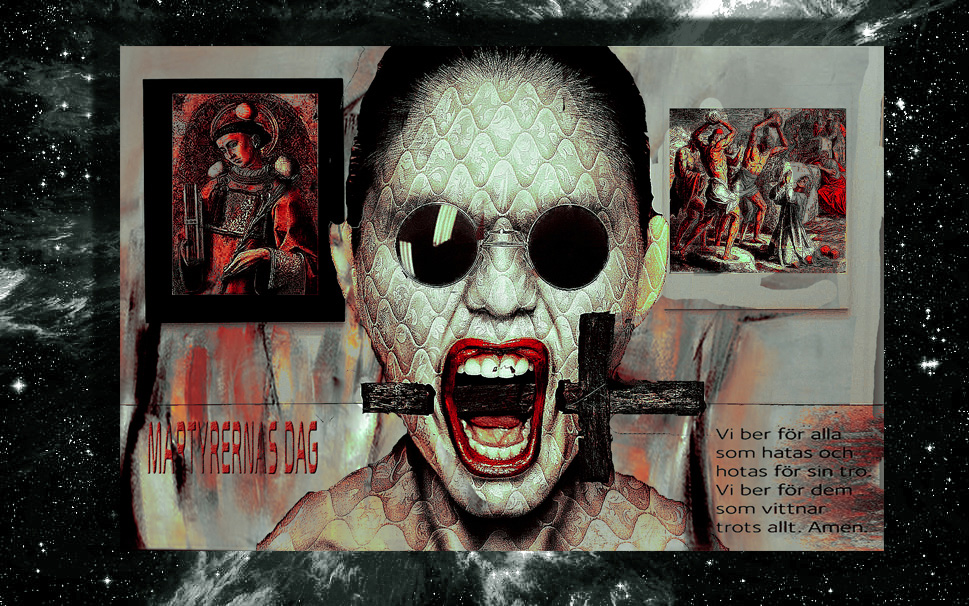 MARTYRERNAS DAG
Vi ber för alla
som hatas och
hotas för sin tro.
Vi ber för dem
som vittnar
trots allt. Amen.